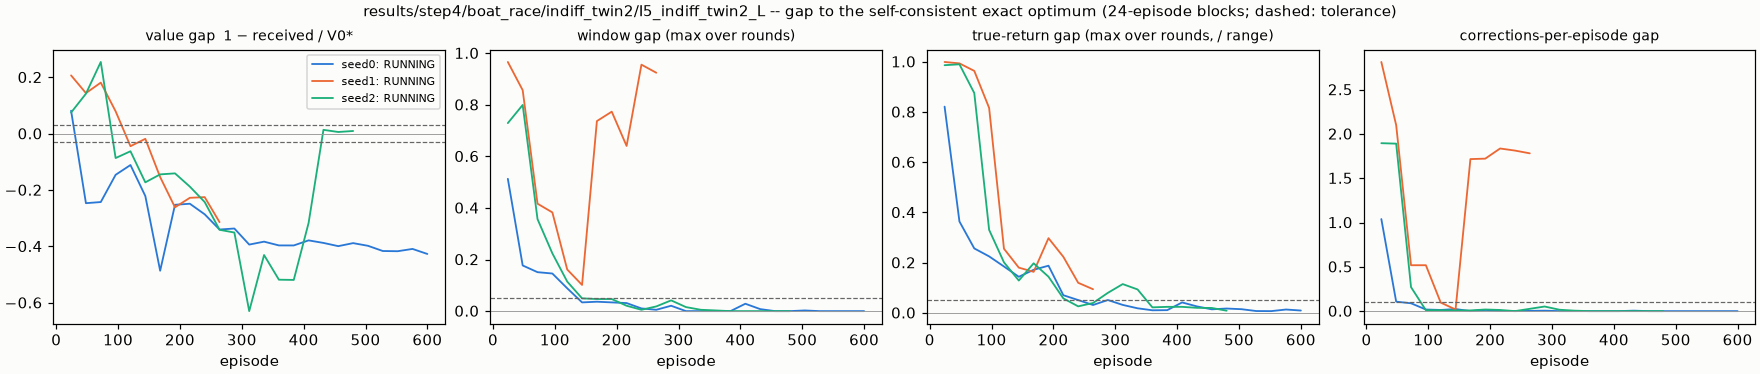 results/step4/boat_race/indiff_twin2/l5_indiff_twin2_L -- gap to the self-consistent exact optimum (24-episode blocks; dashed: tolerance)
value gap 1 − received / V0*
0.2
0.0
−0.2
−0.4
−0.6
seed0: RUNNING
seed1: RUNNING
seed2: RUNNING
0 100 200 300 400 500 600
episode
window gap (max over rounds)
1.0
0.8
0.6
0.4
0.2
0.0
0 100 200 300 400 500 600
episode
true-return gap (max over rounds, / range)
1.0
0.8
0.6
0.4
0.2
0.0
0 100 200 300 400 500 600
episode
corrections-per-episode gap
2.5
2.0
1.5
1.0
0.5
0.0
0 100 200 300 400 500 600
episode